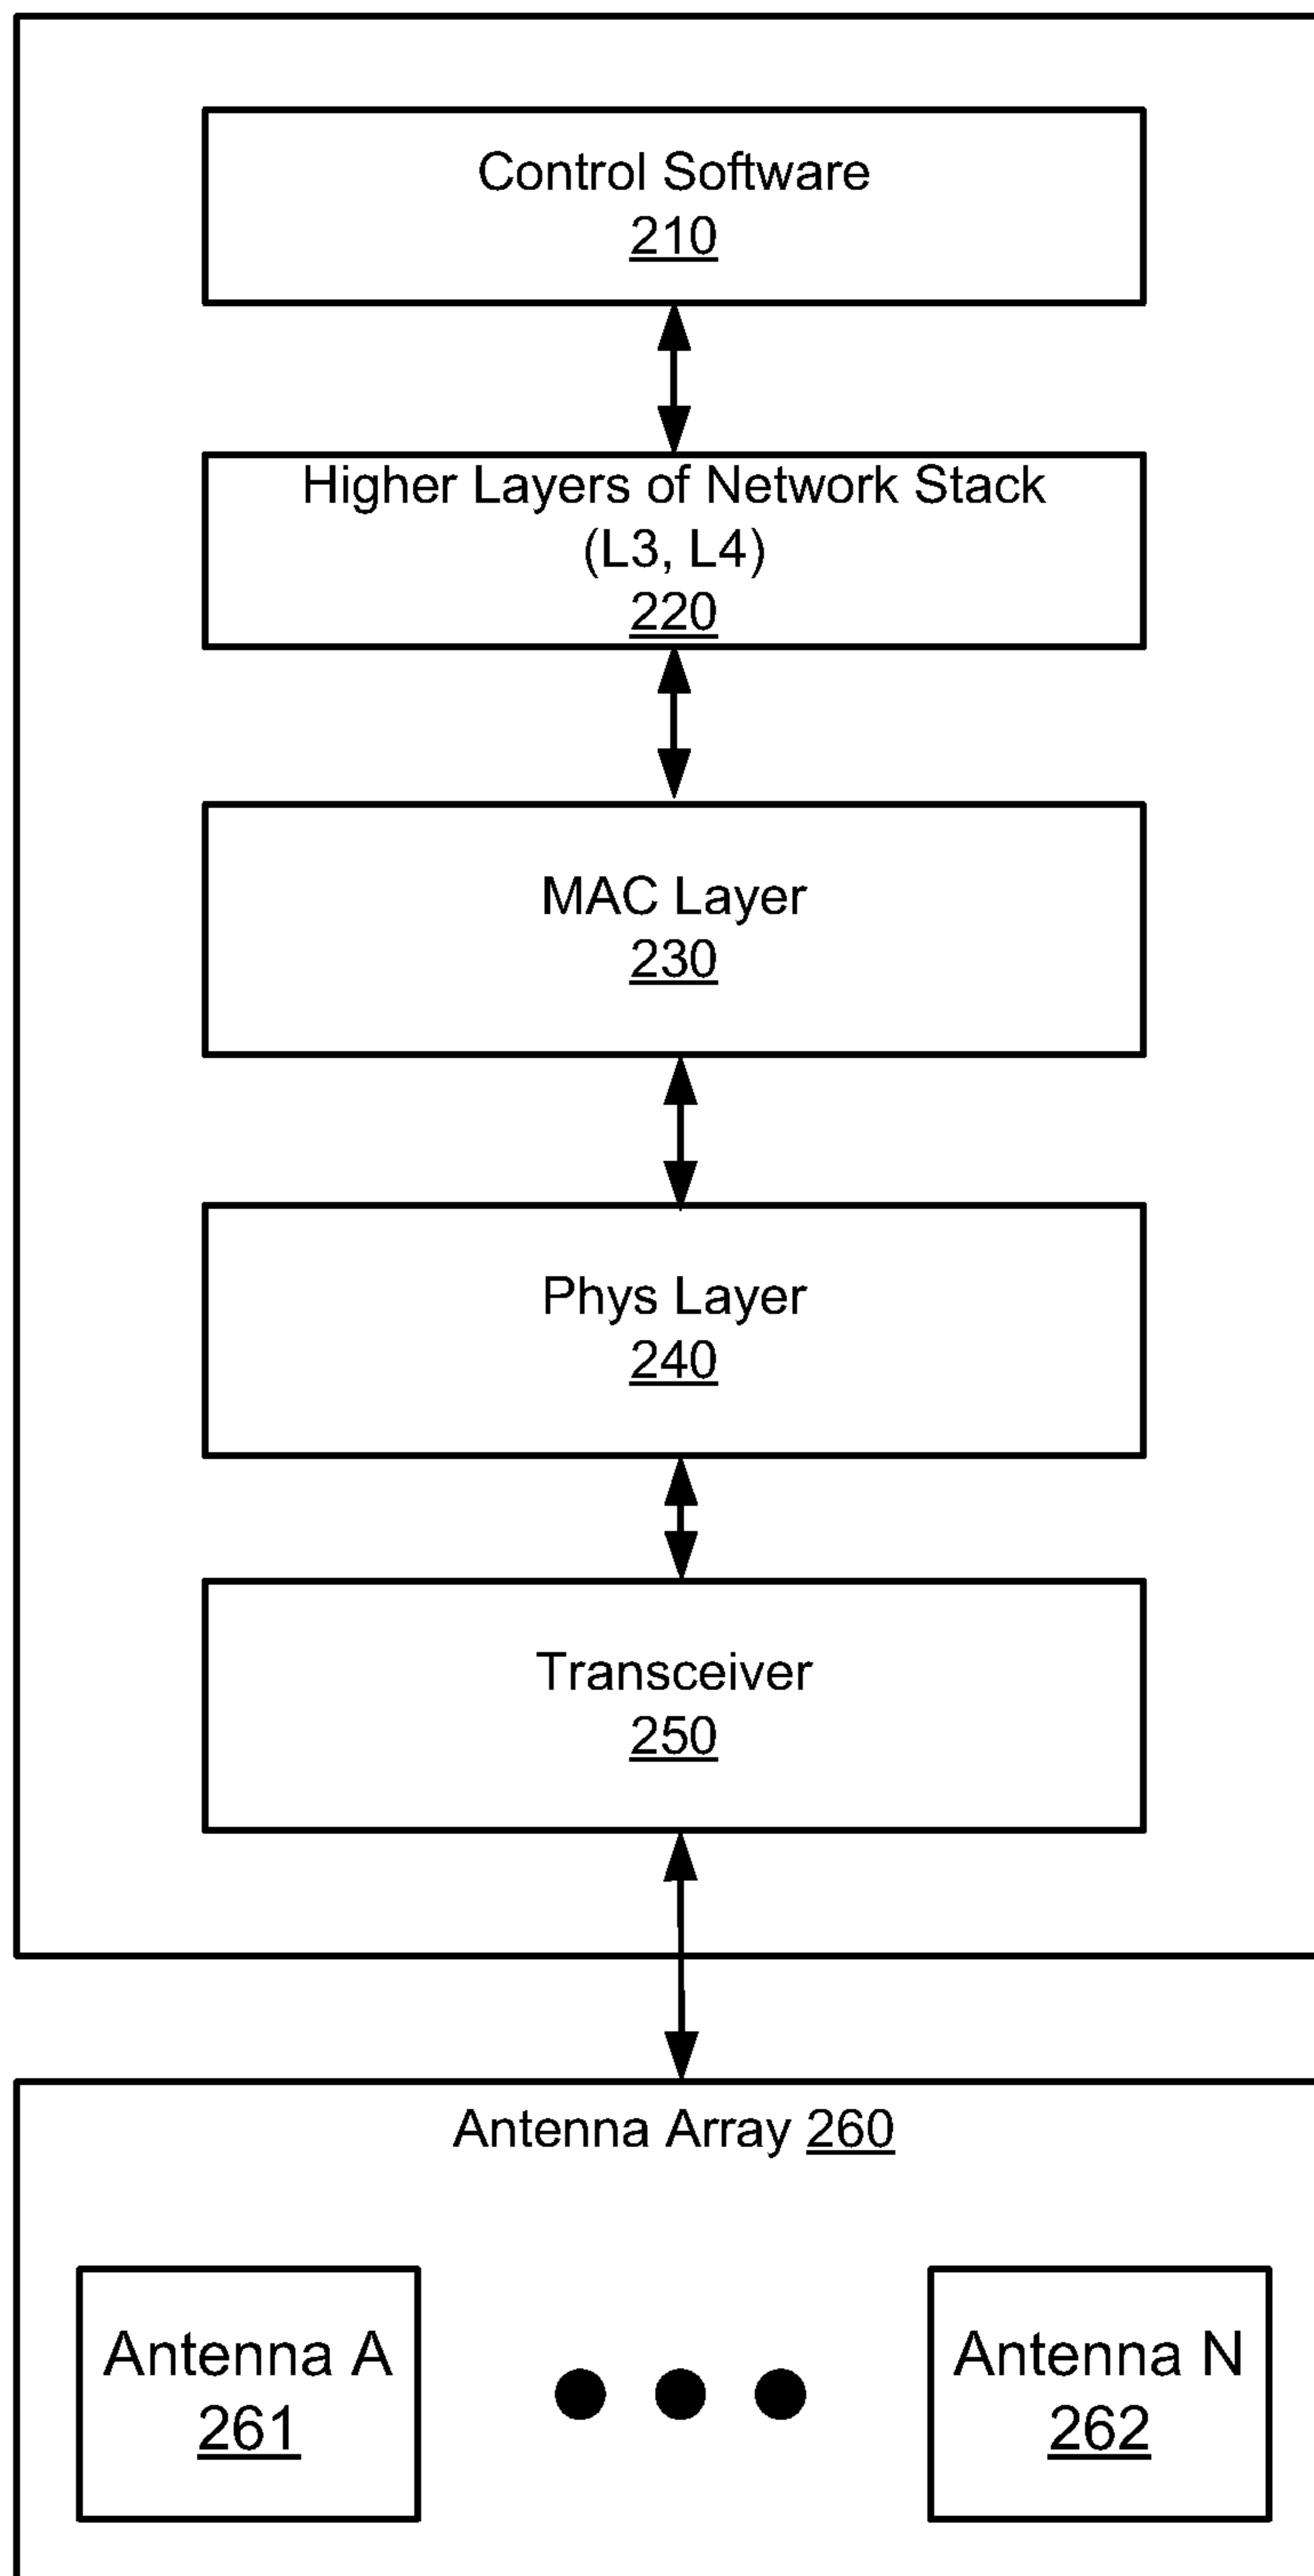 Control Software
210
Higher Layers of Network Stack
(L3, L4)
220
MAC Layer
230
Phys Layer
240
Transceiver
250
Antenna Array 260
Antenna A
261
Antenna N
262